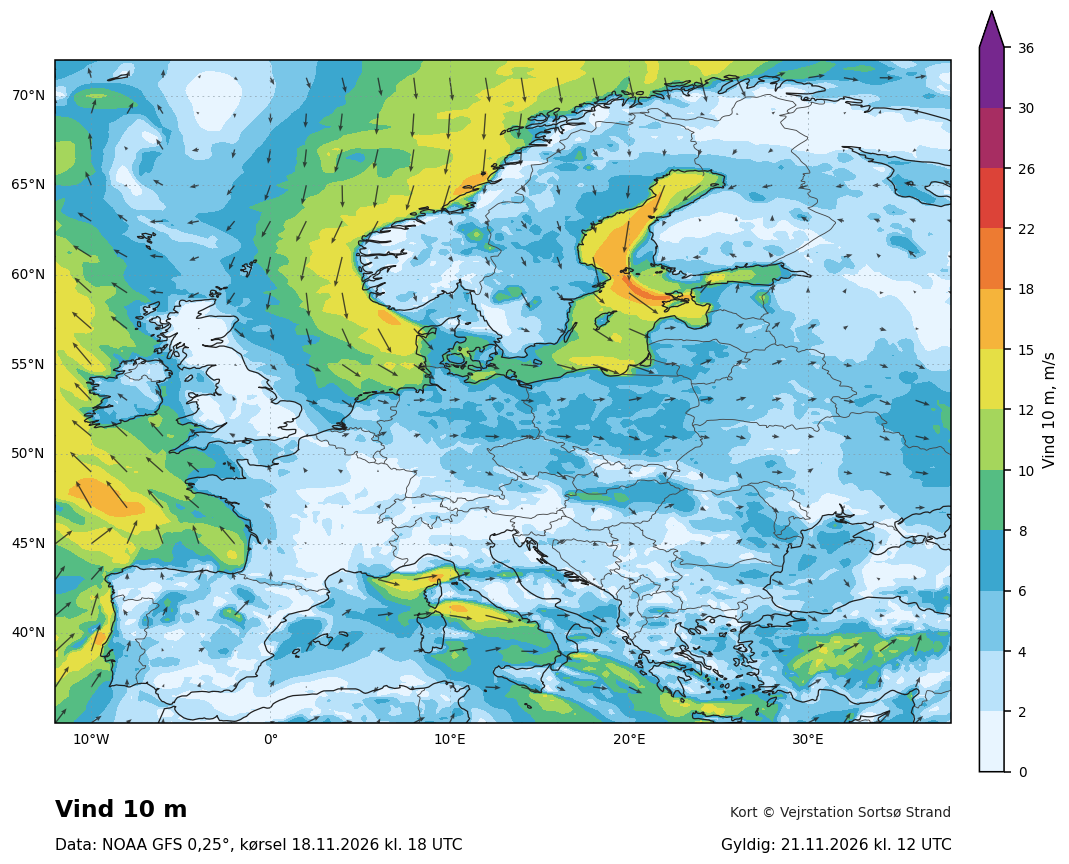 70°N
65°N
60°N
55°N
50°N
45°N
40°N
10°W
0°
10°E
20°E
30°E
36
30
26
22
18
15
12
10
8
6
4
2
0
Vind 10 m, m/s
Vind 10 m
Kort © Vejrstation Sortsø Strand
Data: NOAA GFS 0,25°, kørsel 18.11.2026 kl. 18 UTC
Gyldig: 21.11.2026 kl. 12 UTC